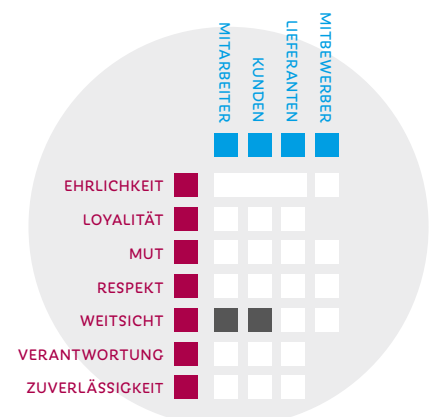 MITARBEITER
KUNDEN
LIEFERANTEN
MITBEWERBER
EHRLICHKEIT
LOYALITÄT
MUT
RESPEKT
WEITSICHT
VERANTWORTUNG
ZUVERLÄSSIGKEIT